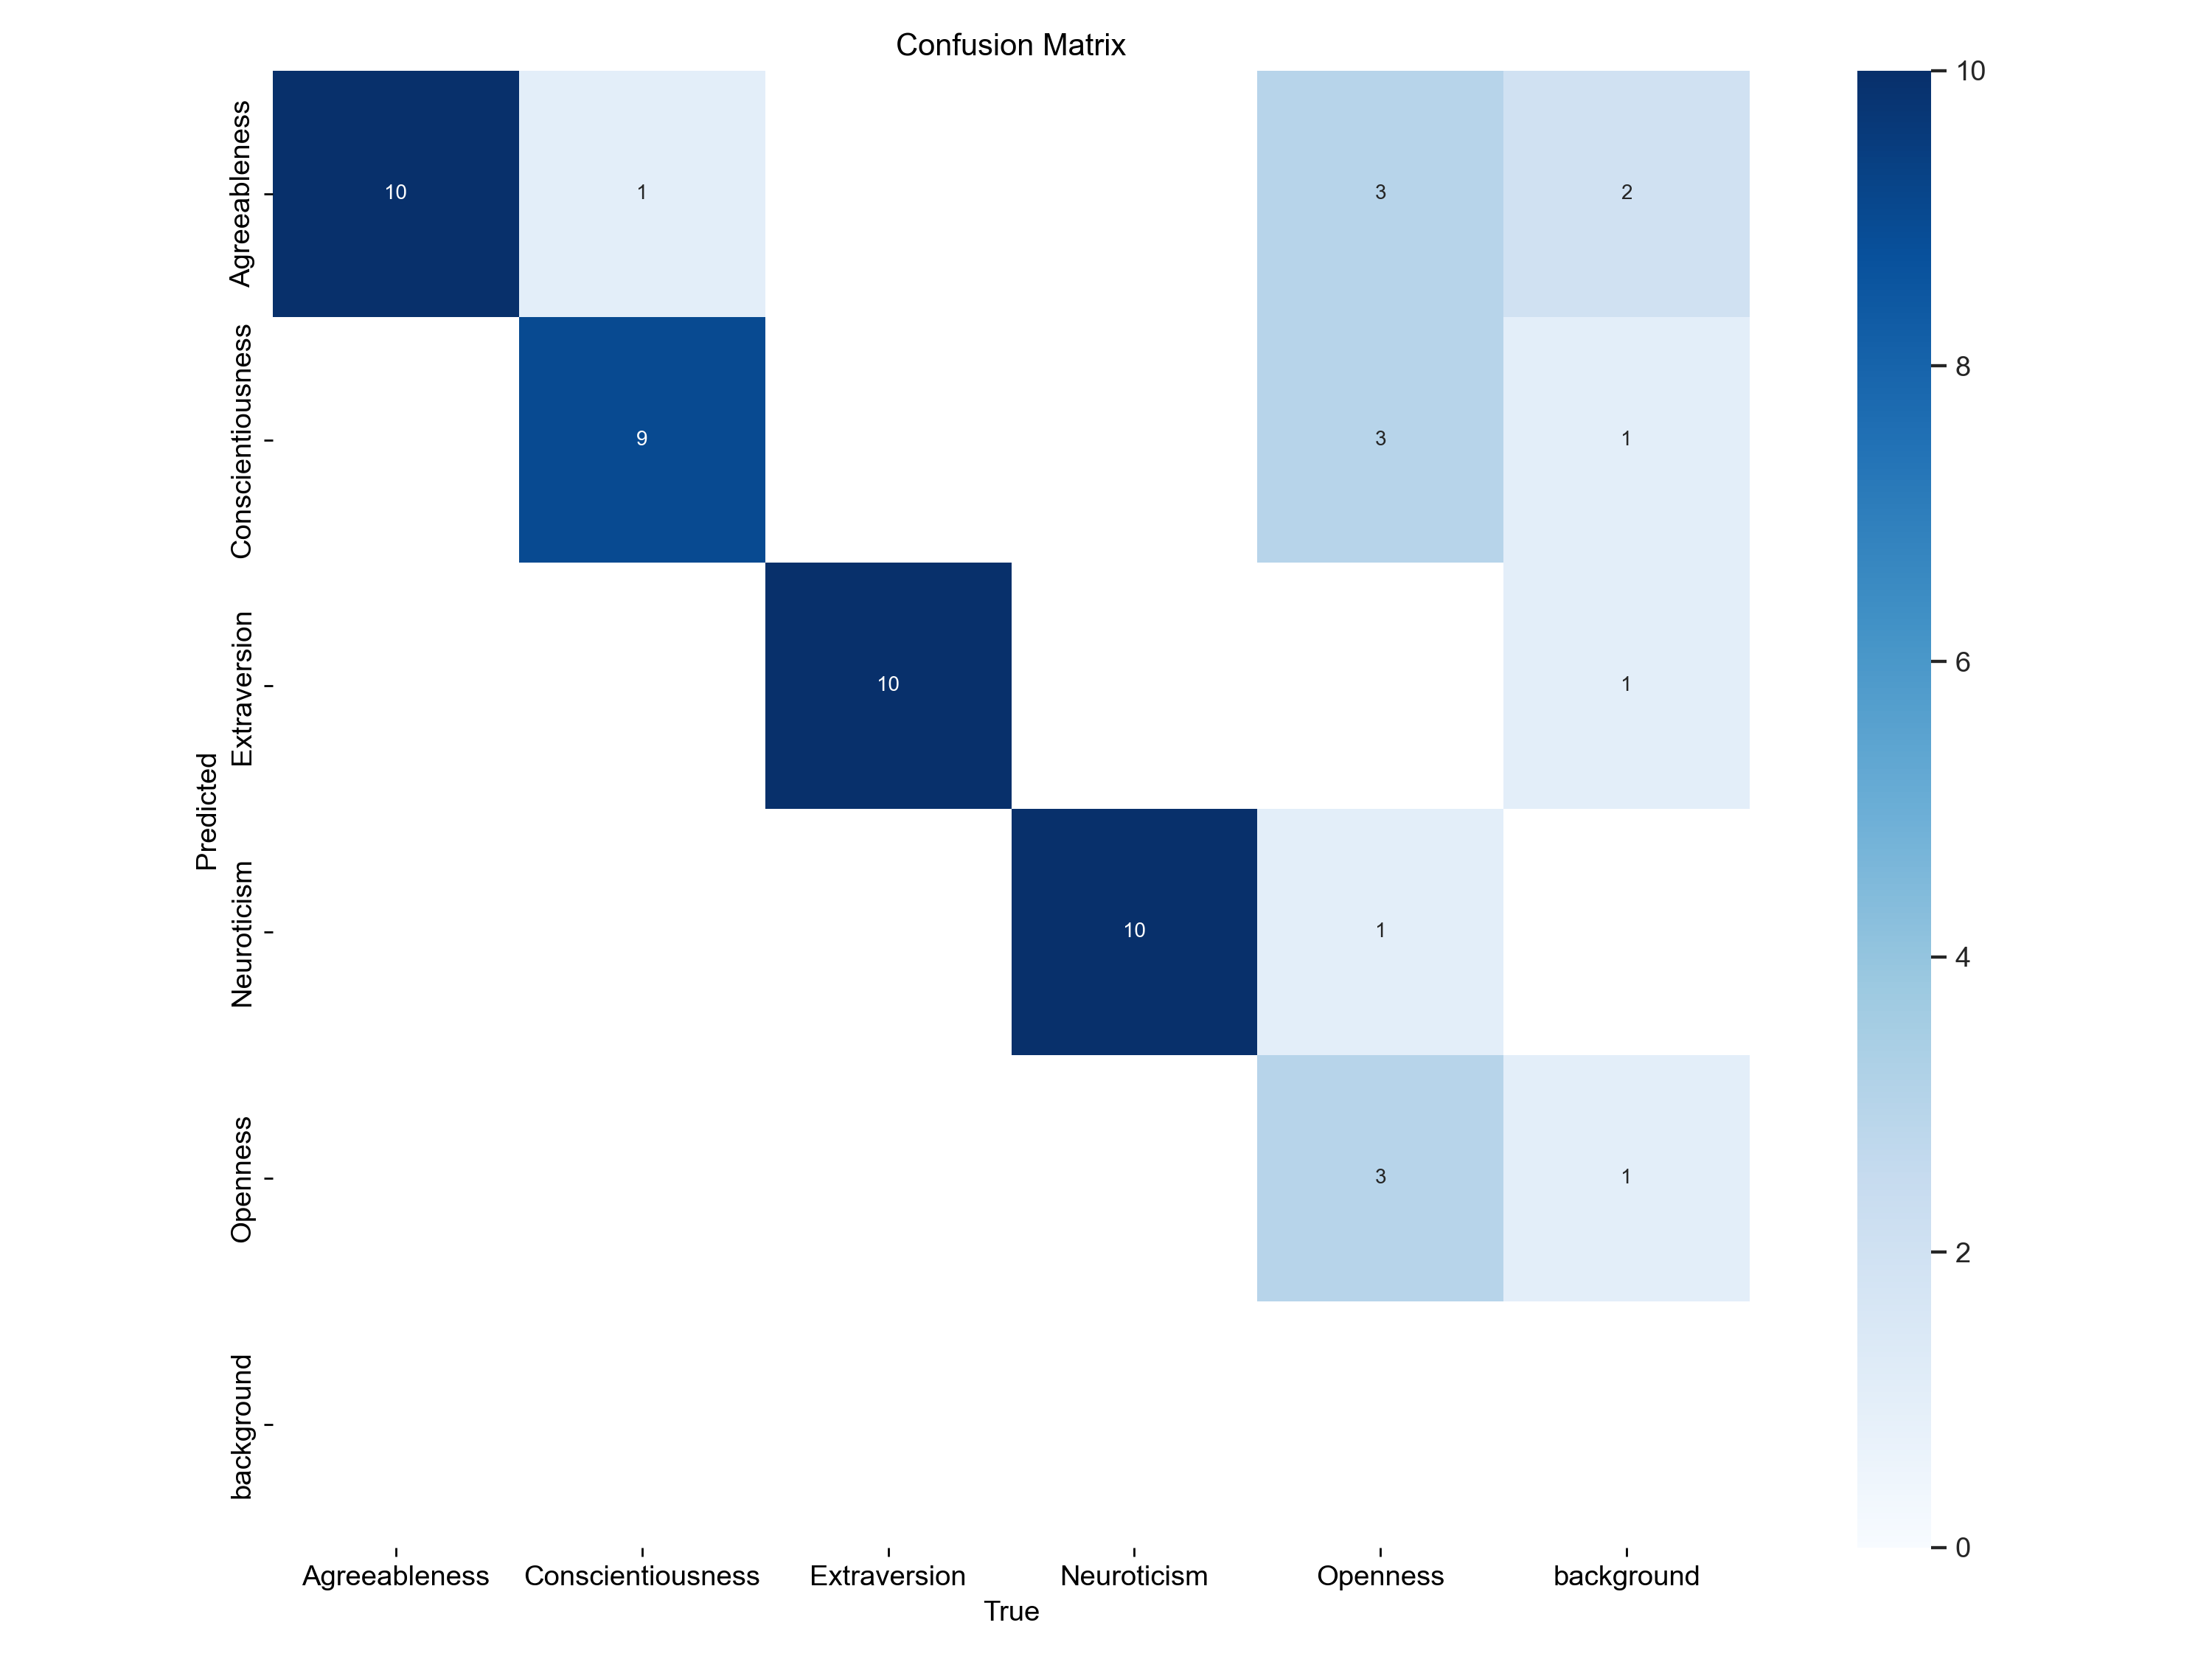 Confusion Matrix
Agreeableness
10
1
3
2
Conscientiousness
9
3
1
Extraversion
10
1
Neuroticism
10
1
Openness
3
1
background
Predicted
Agreeableness
Conscientiousness
Extraversion
Neuroticism
Openness
background
True
10
8
6
4
2
0